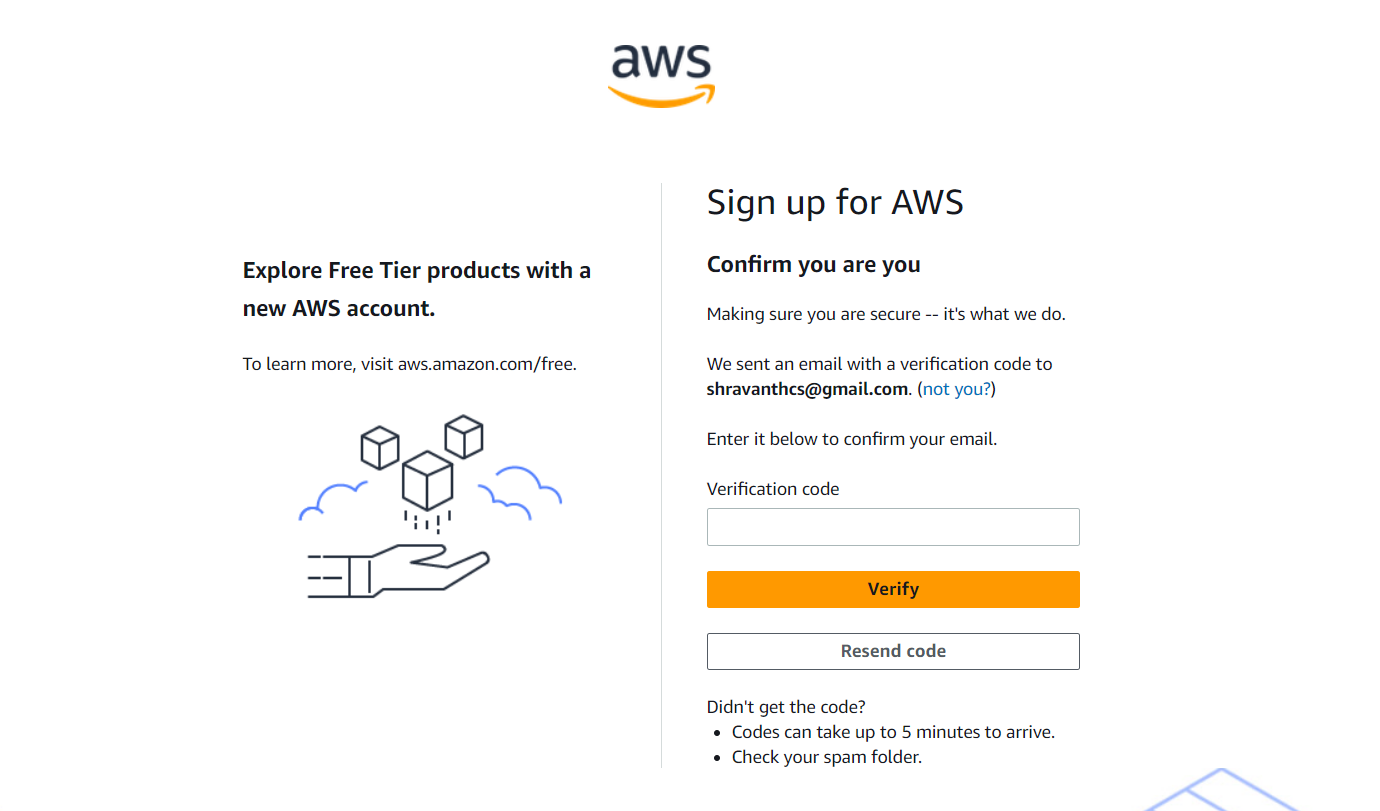 aws
Explore Free Tier products with a
new AWS account.
To learn more, visit aws.amazon.com/free.
Sign up for AWS
Confirm you are you
Making sure you are secure -- it's what we do.
We sent an email with a verification code to
shravanthcs@gmail.com. (not you?)
Enter it below to confirm your email.
Verification code
Verify
Resend code
Didn't get the code?
• Codes can take up to 5 minutes to arrive.
• Check your spam folder.